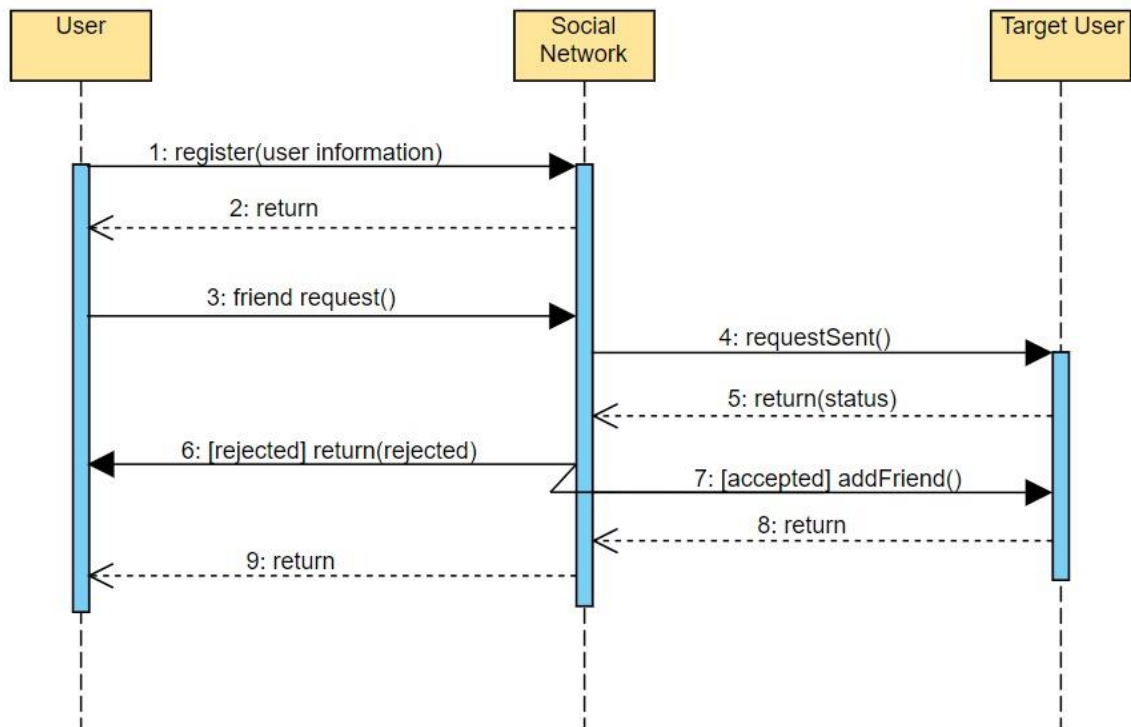 User
Social
Network
Target User
1: register(user information)
2: return
3: friend request()
4: requestSent()
5: return(status)
6: [rejected] return(rejected)
7: [accepted] addFriend()
8: return
9: return